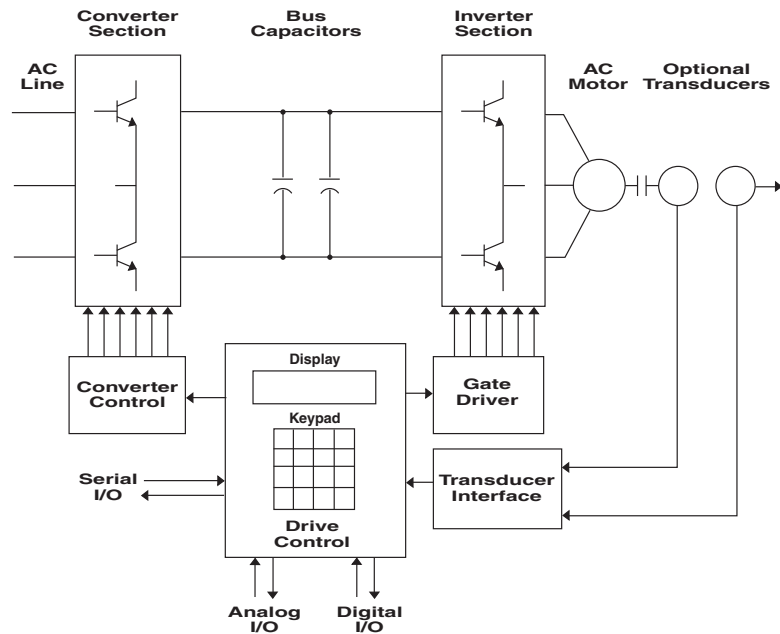 Converter
Section
Bus
Capacitors
Inverter
Section
AC
Line
AC
Motor
Optional
Transducers
Display
Converter
Control
Gate
Driver
Keypad
Serial
I/O
Transducer
Interface
Drive
Control
Analog
I/O
Digital
I/O